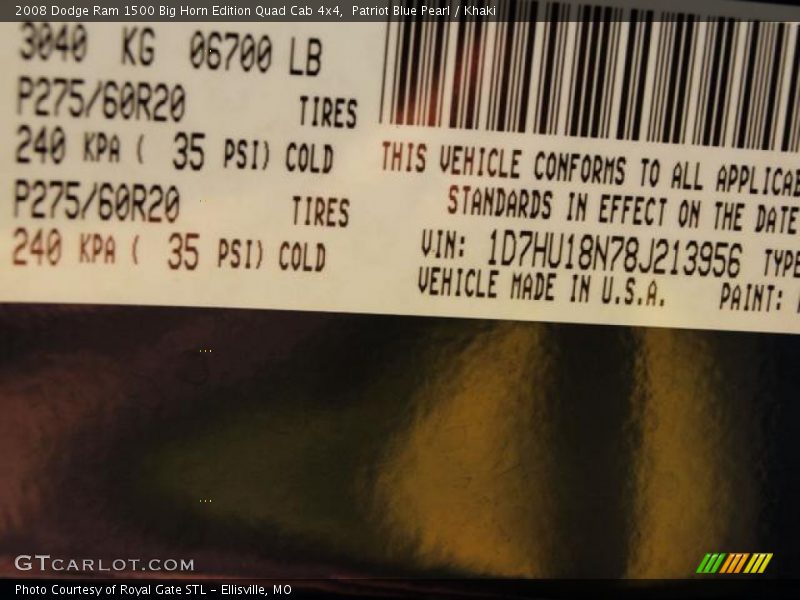 2008 Dodge Ram 1500 Big Horn Edition Quad Cab 4x4,  Patriot Blue Pearl / Khaki
3040 KG 06700 LB
P275/60R20 TIRES
240 KPA ( 35 PSI) COLD
P275/60R20 TIRES
240 KPA ( 35 PSI) COLD
THIS VEHICLE CONFORMS TO ALL
STANDARDS IN EFFECT ON THE DATE
VIN: 1D7HU18N78J213956 TYPE
VEHICLE MADE IN U.S.A. PAINT:
GTCARLOT.COM
Photo Courtesy of Royal Gate STL – Ellisville, MO